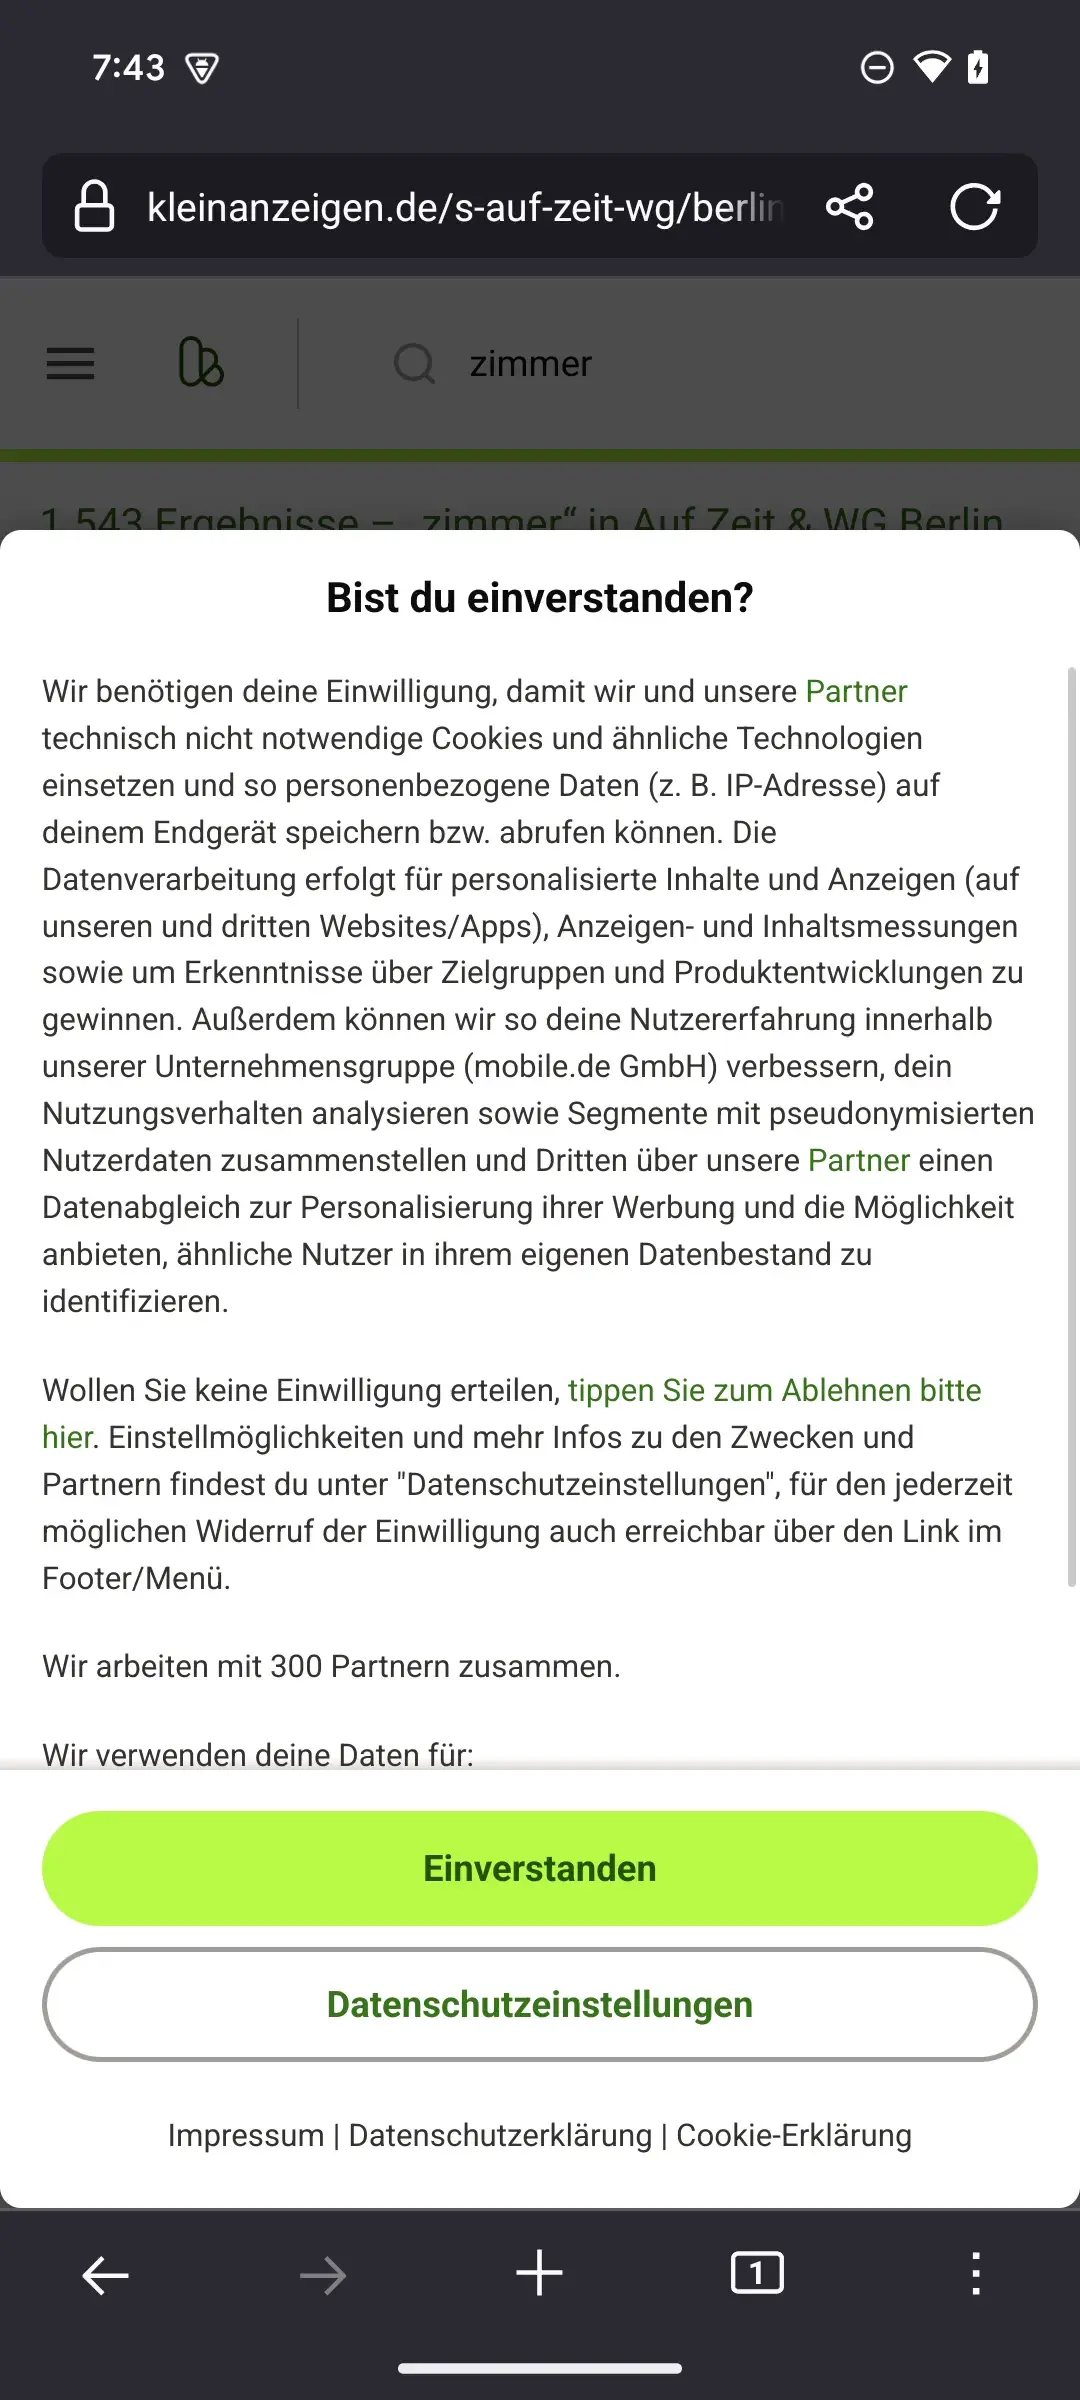 7:43
kleinanzeigen.de/s-auf-zeit-wg/berlin
zimmer
1.543 Ergebnisse – „zimmer“ in Auf Zeit & WG Berlin
Bist du einverstanden?
Wir benötigen deine Einwilligung, damit wir und unsere Partner
technisch nicht notwendige Cookies und ähnliche Technologien
einsetzen und so personenbezogene Daten (z. B. IP-Adresse) auf
deinem Endgerät speichern bzw. abrufen können. Die
Datenverarbeitung erfolgt für personalisierte Inhalte und Anzeigen (auf
unseren und dritten Websites/Apps), Anzeigen- und Inhaltsmessungen
sowie um Erkenntnisse über Zielgruppen und Produktentwicklungen zu
gewinnen. Außerdem können wir so deine Nutzererfahrung innerhalb
unserer Unternehmensgruppe (mobile.de GmbH) verbessern, dein
Nutzungsverhalten analysieren sowie Segmente mit pseudonymisierten
Nutzerdaten zusammenstellen und Dritten über unsere Partner einen
Datenabgleich zur Personalisierung ihrer Werbung und die Möglichkeit
anbieten, ähnliche Nutzer in ihrem eigenen Datenbestand zu
identifizieren.
Wollen Sie keine Einwilligung erteilen, tippen Sie zum Ablehnen bitte
hier. Einstellmöglichkeiten und mehr Infos zu den Zwecken und
Partnern findest du unter "Datenschutzeinstellungen", für den jederzeit
möglichen Widerruf der Einwilligung auch erreichbar über den Link im
Footer/Menü.
Wir arbeiten mit 300 Partnern zusammen.
Wir verwenden deine Daten für:
Einverstanden
Datenschutzeinstellungen
Impressum | Datenschutzerklärung | Cookie-Erklärung
1